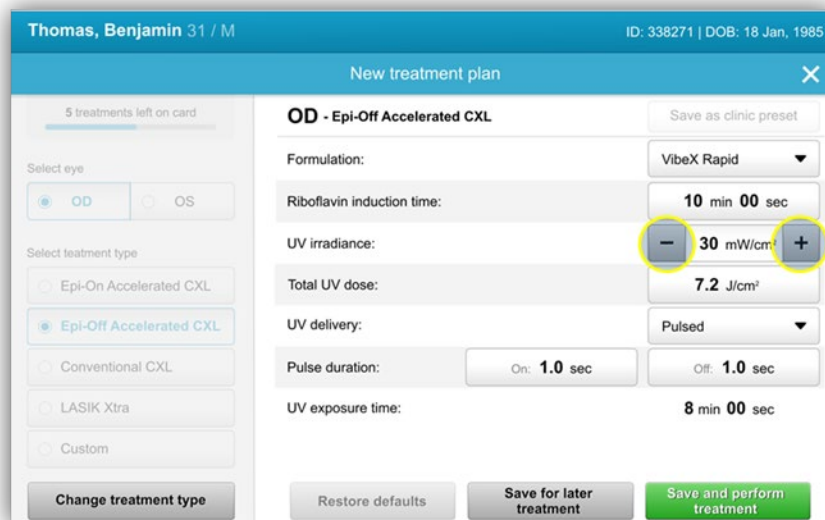 Thomas, Benjamin 31 / M
ID: 338271 | DOB: 18 Jan, 1985
New treatment plan
5 treatments left on card
Select eye
OD
OS
Select teatment type
Epi-On Accelerated CXL
Epi-Off Accelerated CXL
Conventional CXL
LASIK Xtra
Custom
Change treatment type
OD - Epi-Off Accelerated CXL
Save as clinic preset
Formulation: VibeX Rapid
Riboflavin induction time: 10 min 00 sec
UV irradiance: − 30 mW/cm² +
Total UV dose: 7.2 J/cm²
UV delivery: Pulsed
Pulse duration: On: 1.0 sec Off: 1.0 sec
UV exposure time: 8 min 00 sec
Restore defaults
Save for later
treatment
Save and perform
treatment